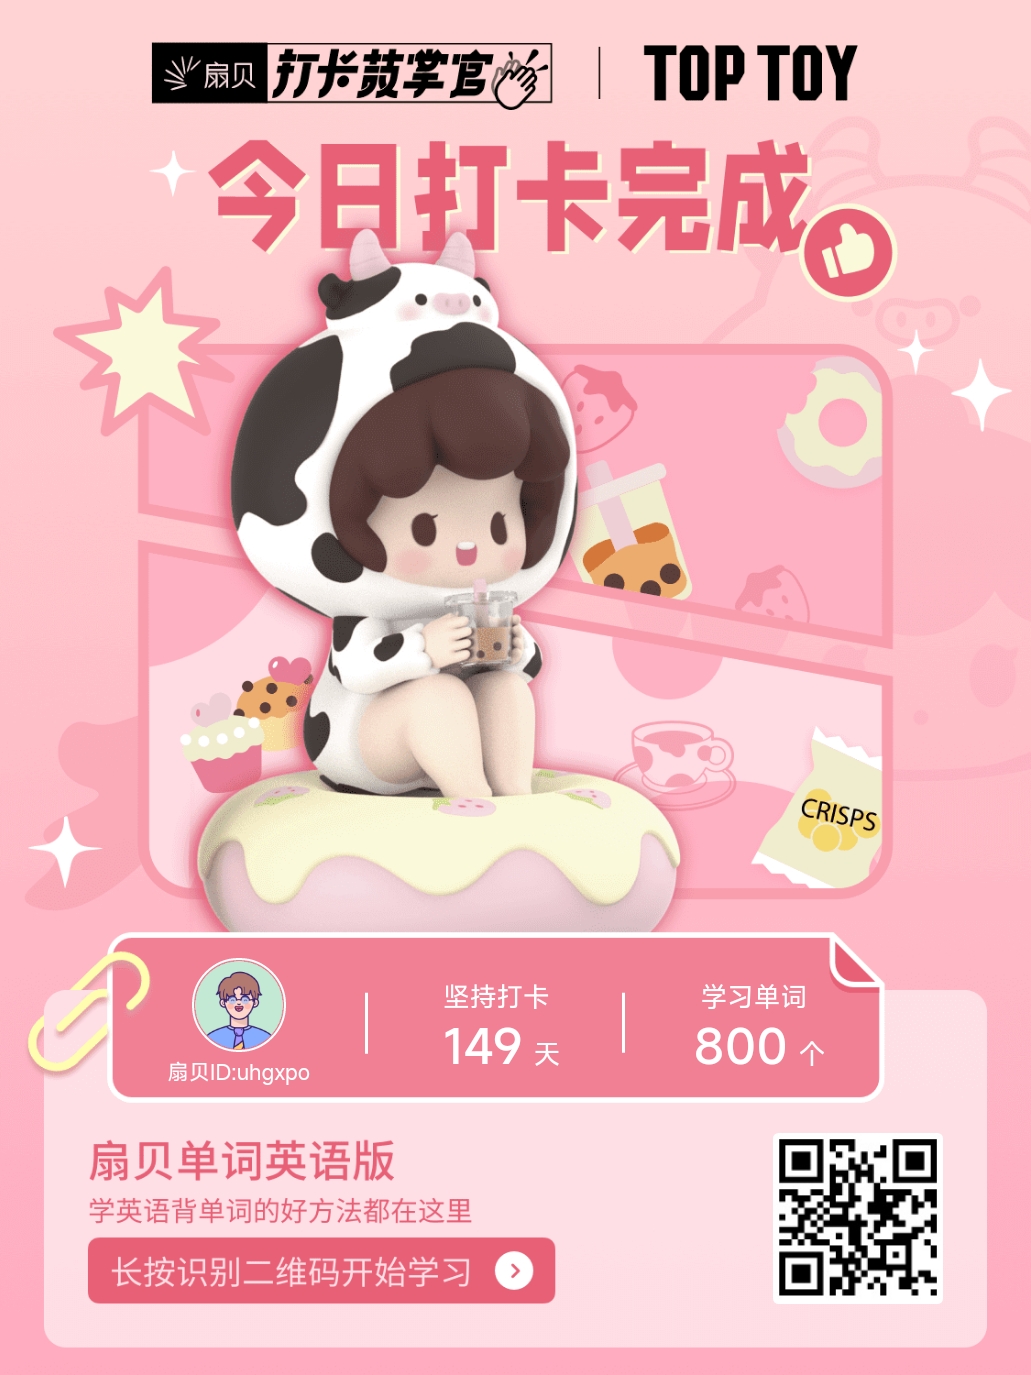 扇贝 打卡鼓掌官 | TOP TOY
今日打卡完成
CRISPS
坚持打卡
149 天
学习单词
800 个
扇贝ID:uhgxpo
扇贝单词英语版
学英语背单词的好方法都在这里
长按识别二维码开始学习